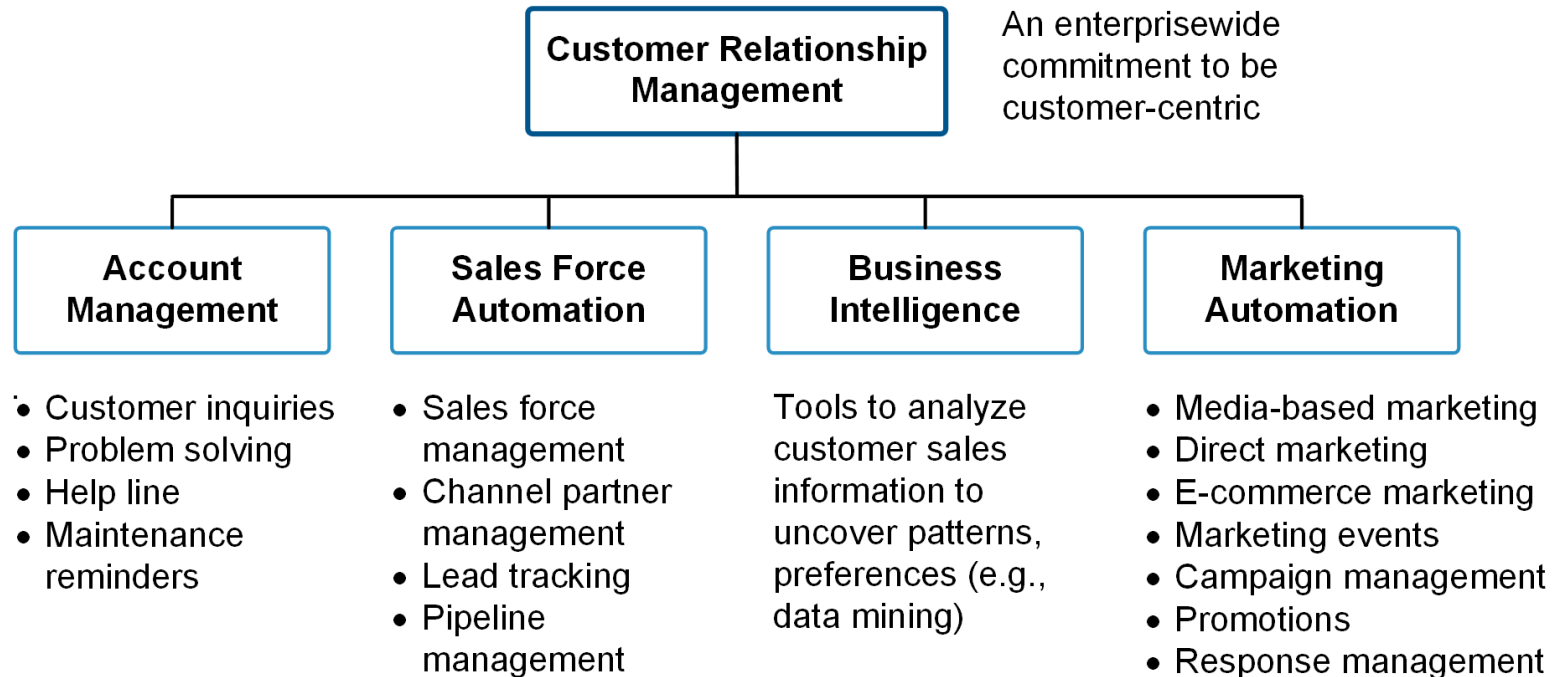 Customer Relationship
Management
An enterprisewide
commitment to be
customer-centric
Account
Management
• Customer inquiries
• Problem solving
• Help line
• Maintenance
reminders
Sales Force
Automation
• Sales force
management
• Channel partner
management
• Lead tracking
• Pipeline
management
Business
Intelligence
Tools to analyze
customer sales
information to
uncover patterns,
preferences (e.g.,
data mining)
Marketing
Automation
• Media-based marketing
• Direct marketing
• E-commerce marketing
• Marketing events
• Campaign management
• Promotions
• Response management